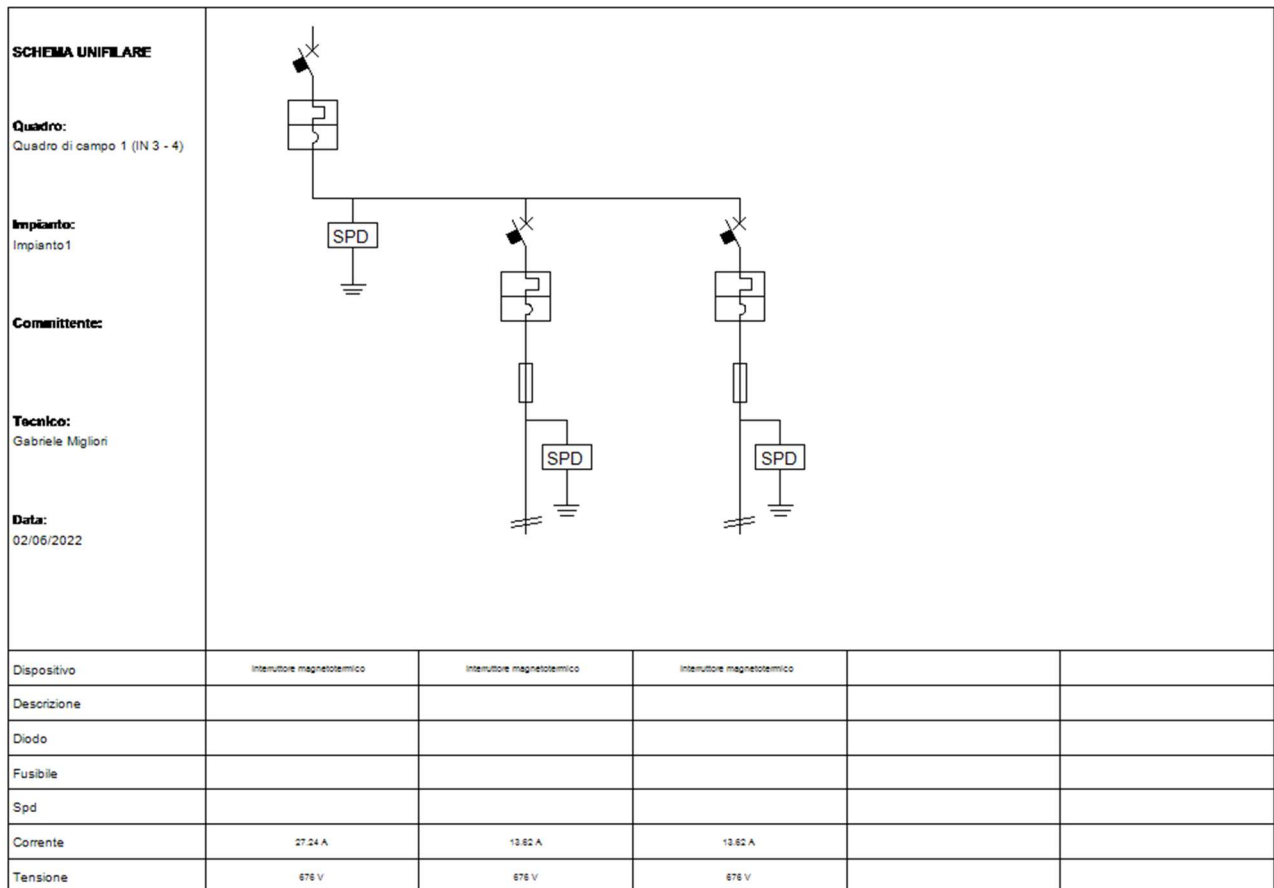 SCHEMA UNIFILARE
Quadro:
Quadro di campo 1 (IN 3 - 4)
Impianto:
Impianto1
Committente:
Tecnico:
Gabriele Migliori
Data:
02/06/2022
SPD
SPD
SPD
Dispositivo Interruttore magnetotermico Interruttore magnetotermico Interruttore magnetotermico
Descrizione
Diodo
Fusibile
Spd
Corrente 27.24 A 13.62 A 13.62 A
Tensione 676 V 676 V 676 V